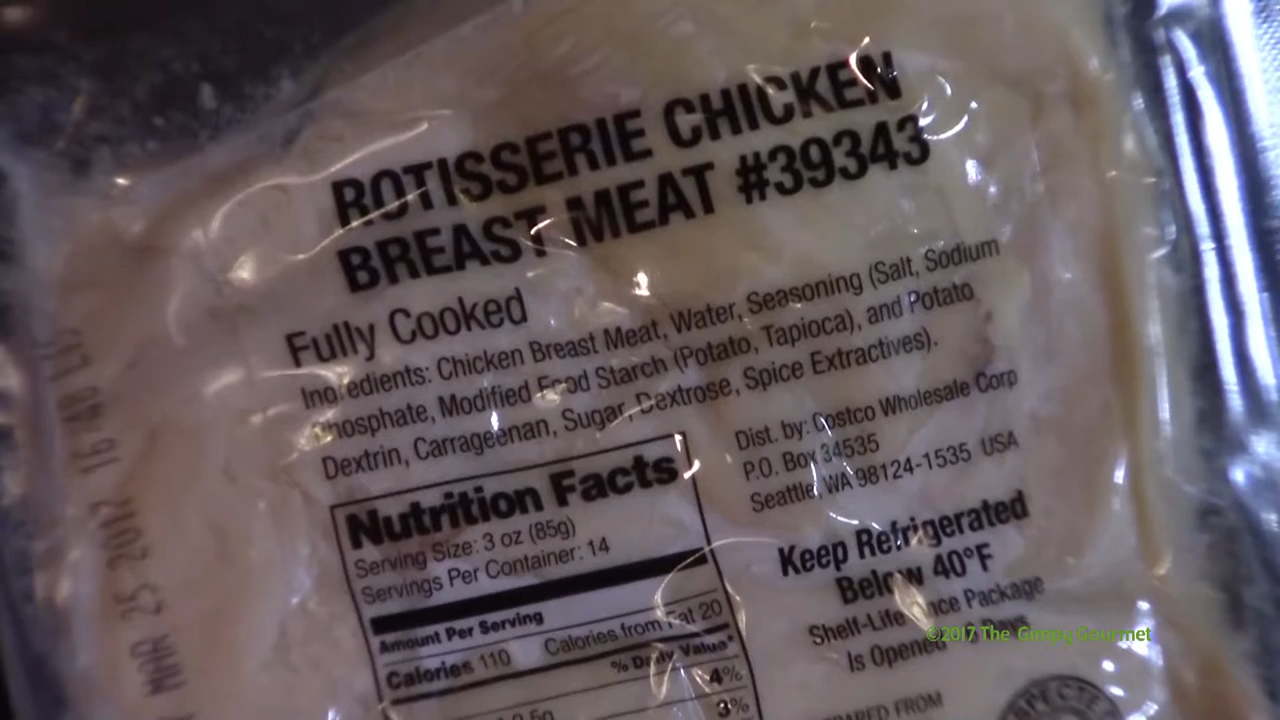 ROTISSERIE CHICKEN
BREAST MEAT #39343
Fully Cooked
Ingredients: Chicken Breast Meat, Water, Seasoning (Salt, Sodium
Phosphate, Modified Food Starch (Potato, Tapioca), and Potato
Dextrin, Carrageenan, Sugar, Dextrose, Spice Extractives).
Dist. by: Costco Wholesale Corp
P.O. Box 34535
Seattle, WA 98124-1535 USA
Keep Refrigerated
Below 40°F
Shelf-Life Once Package
Is Opened
Nutrition Facts
Serving Size: 3 oz (85g)
Servings Per Container: 14
Amount Per Serving
Calories 110 Calories from Fat 20
% Daily Value*
4%
3%
MAR 25 2012 16:48
©2017 The Gimpy Gourmet